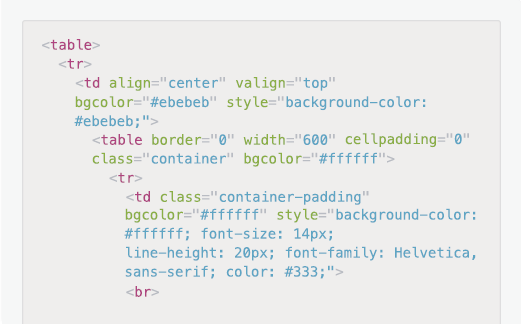 <table>
<tr>
<td align="center" valign="top"
bgcolor="#ebebeb" style="background-color:
#ebebeb;">
<table border="0" width="600" cellpadding="0"
class="container" bgcolor="#ffffff">
<tr>
<td class="container-padding"
bgcolor="#ffffff" style="background-color:
#ffffff; font-size: 14px;
line-height: 20px; font-family: Helvetica,
sans-serif; color: #333;">
<br>